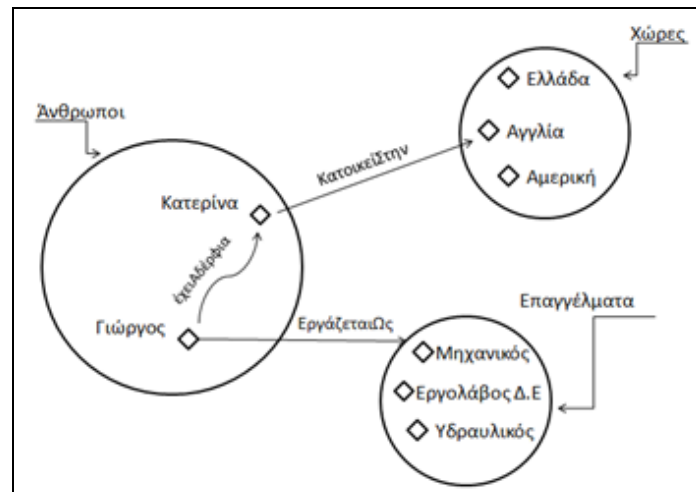 Χώρες
Ελλάδα
Αγγλία
Αμερική
Άνθρωποι
ΚατοικείΣτην
Κατερίνα
έχειΑδέρφια
Γιώργος
ΕργάζεταιΩς
Επαγγέλματα
Μηχανικός
Εργολάβος Δ.Ε
Υδραυλικός